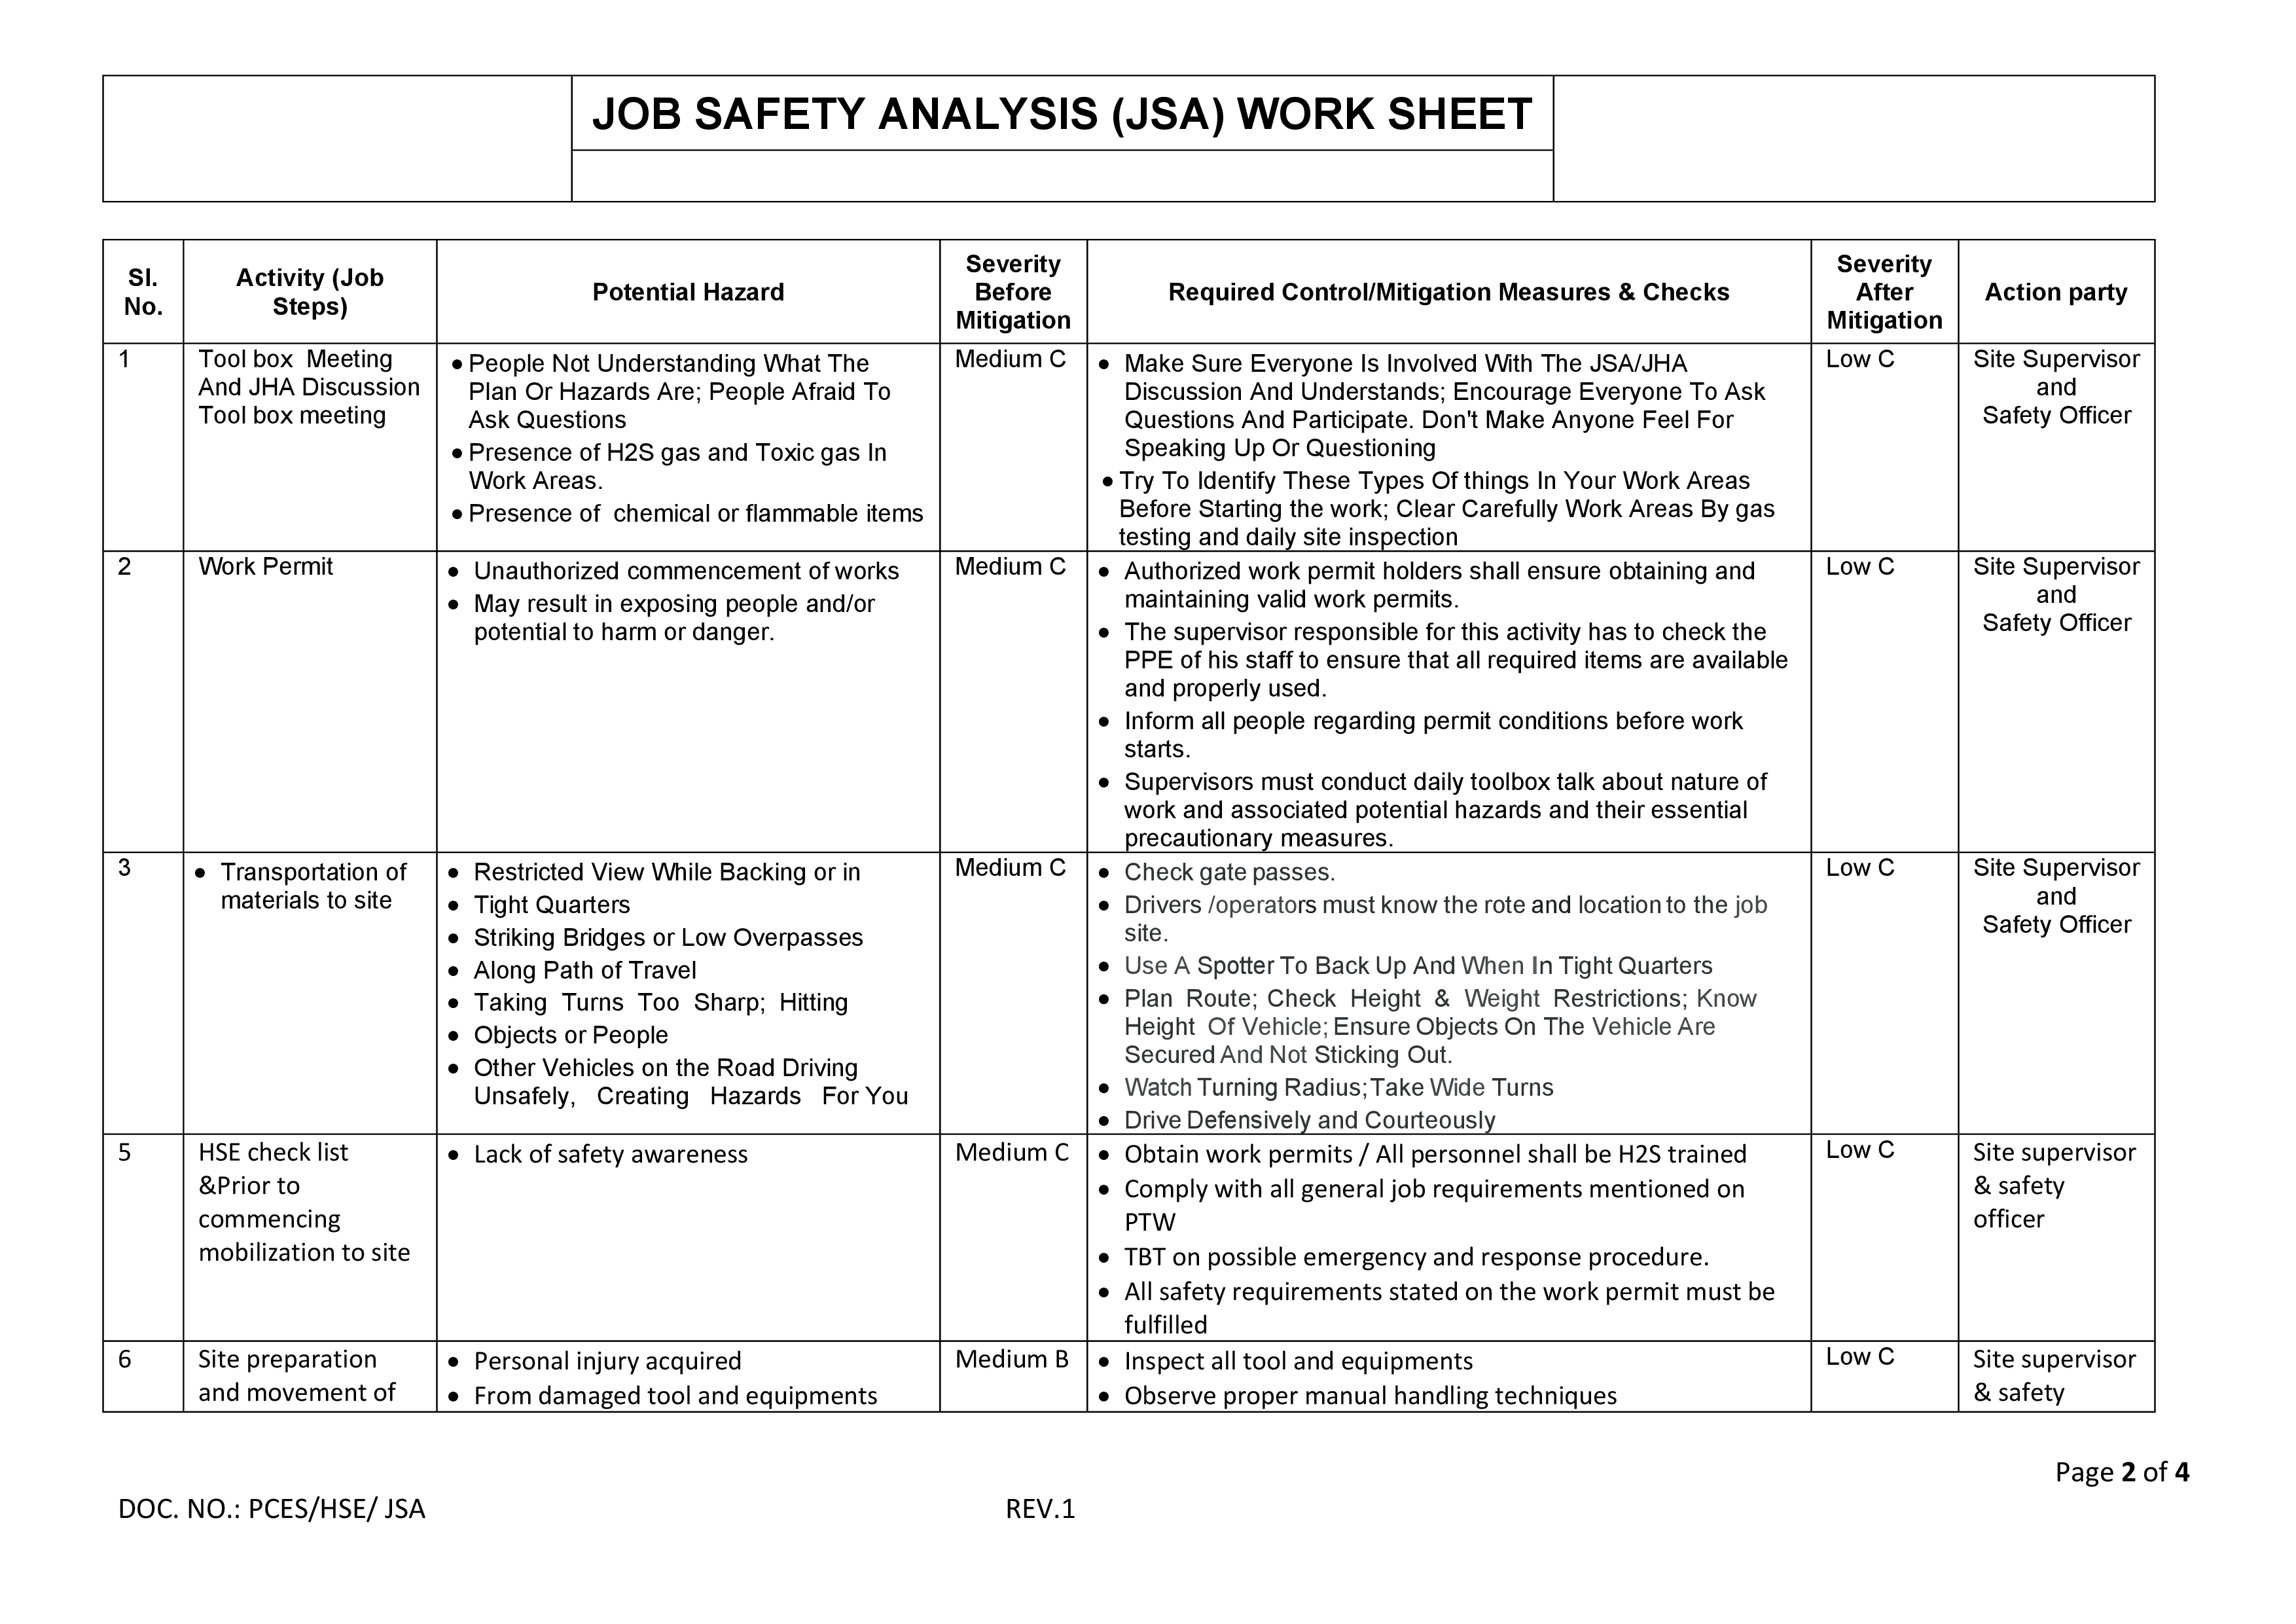 JOB SAFETY ANALYSIS (JSA) WORK SHEET
Sl.
No.
Activity (Job
Steps)
Potential Hazard
Severity
Before
Mitigation
Required Control/Mitigation Measures & Checks
Severity
After
Mitigation
Action party
1
Tool box Meeting
And JHA Discussion
Tool box meeting
• People Not Understanding What The
Plan Or Hazards Are; People Afraid To
Ask Questions
• Presence of H2S gas and Toxic gas In
Work Areas.
• Presence of chemical or flammable items
Medium C
• Make Sure Everyone Is Involved With The JSA/JHA
Discussion And Understands; Encourage Everyone To Ask
Questions And Participate. Don't Make Anyone Feel For
Speaking Up Or Questioning
• Try To Identify These Types Of things In Your Work Areas
Before Starting the work; Clear Carefully Work Areas By gas
testing and daily site inspection
Low C
Site Supervisor
and
Safety Officer
2
Work Permit
• Unauthorized commencement of works
• May result in exposing people and/or
potential to harm or danger.
Medium C
• Authorized work permit holders shall ensure obtaining and
maintaining valid work permits.
• The supervisor responsible for this activity has to check the
PPE of his staff to ensure that all required items are available
and properly used.
• Inform all people regarding permit conditions before work
starts.
• Supervisors must conduct daily toolbox talk about nature of
work and associated potential hazards and their essential
precautionary measures.
Low C
Site Supervisor
and
Safety Officer
3
• Transportation of
materials to site
• Restricted View While Backing or in
• Tight Quarters
• Striking Bridges or Low Overpasses
• Along Path of Travel
• Taking Turns Too Sharp; Hitting
• Objects or People
• Other Vehicles on the Road Driving
Unsafely, Creating Hazards For You
Medium C
• Check gate passes.
• Drivers /operators must know the rote and location to the job
site.
• Use A Spotter To Back Up And When In Tight Quarters
• Plan Route; Check Height & Weight Restrictions; Know
Height Of Vehicle; Ensure Objects On The Vehicle Are
Secured And Not Sticking Out.
• Watch Turning Radius; Take Wide Turns
• Drive Defensively and Courteously
Low C
Site Supervisor
and
Safety Officer
5
HSE check list
&Prior to
commencing
mobilization to site
• Lack of safety awareness
Medium C
• Obtain work permits / All personnel shall be H2S trained
• Comply with all general job requirements mentioned on
PTW
• TBT on possible emergency and response procedure.
• All safety requirements stated on the work permit must be
fulfilled
Low C
Site supervisor
& safety
officer
6
Site preparation
and movement of
• Personal injury acquired
• From damaged tool and equipments
Medium B
• Inspect all tool and equipments
• Observe proper manual handling techniques
Low C
Site supervisor
& safety
Page 2 of 4
DOC. NO.: PCES/HSE/ JSA
REV.1